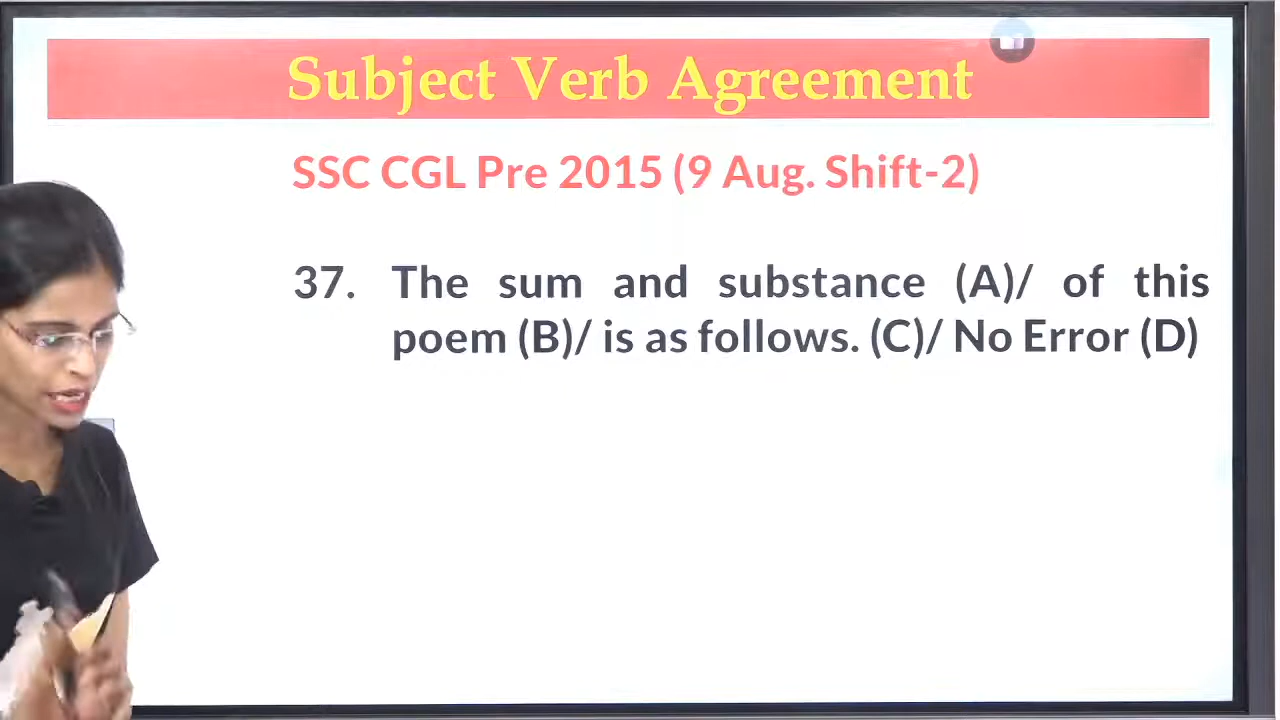 Subject Verb Agreement
SSC CGL Pre 2015 (9 Aug. Shift-2)
37. The sum and substance (A)/ of this
poem (B)/ is as follows. (C)/ No Error (D)